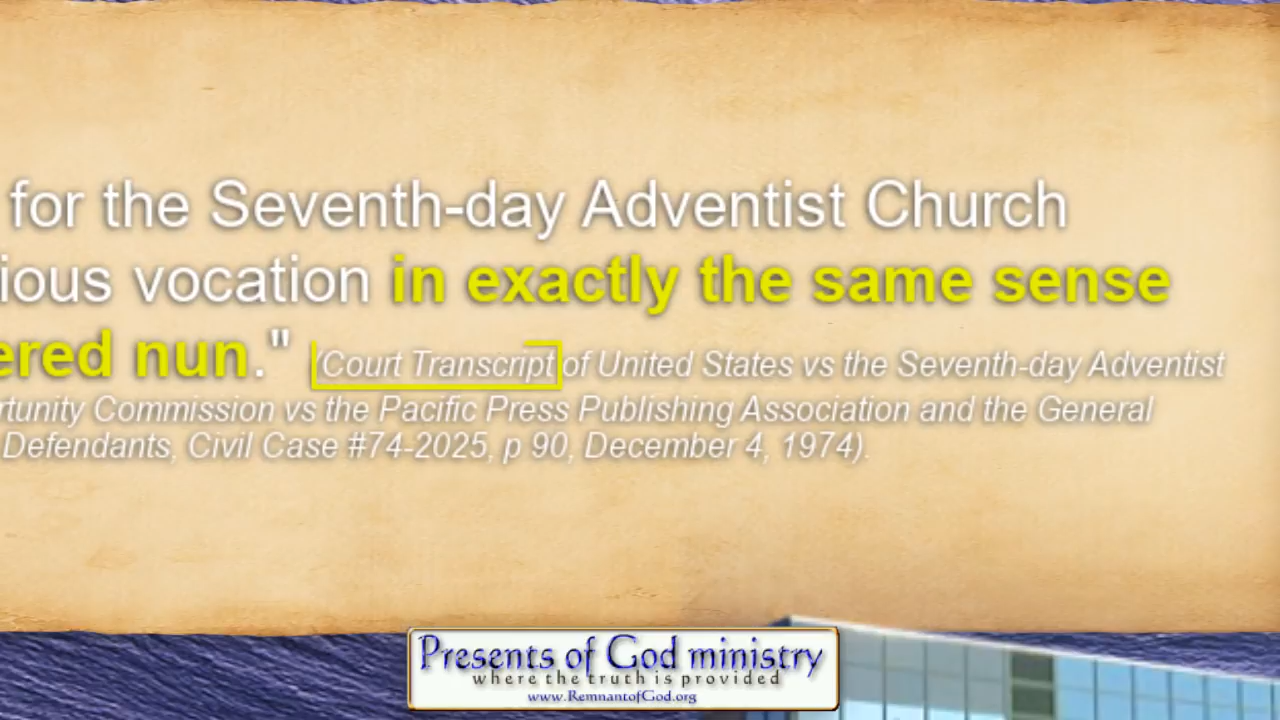 for the Seventh-day Adventist Church
ious vocation in exactly the same sense
ered nun." (Court Transcript of United States vs the Seventh-day Adventist
rtunity Commission vs the Pacific Press Publishing Association and the General
Defendants, Civil Case #74-2025, p 90, December 4, 1974).
Presents of God ministry
where the truth is provided
www.RemnantofGod.org